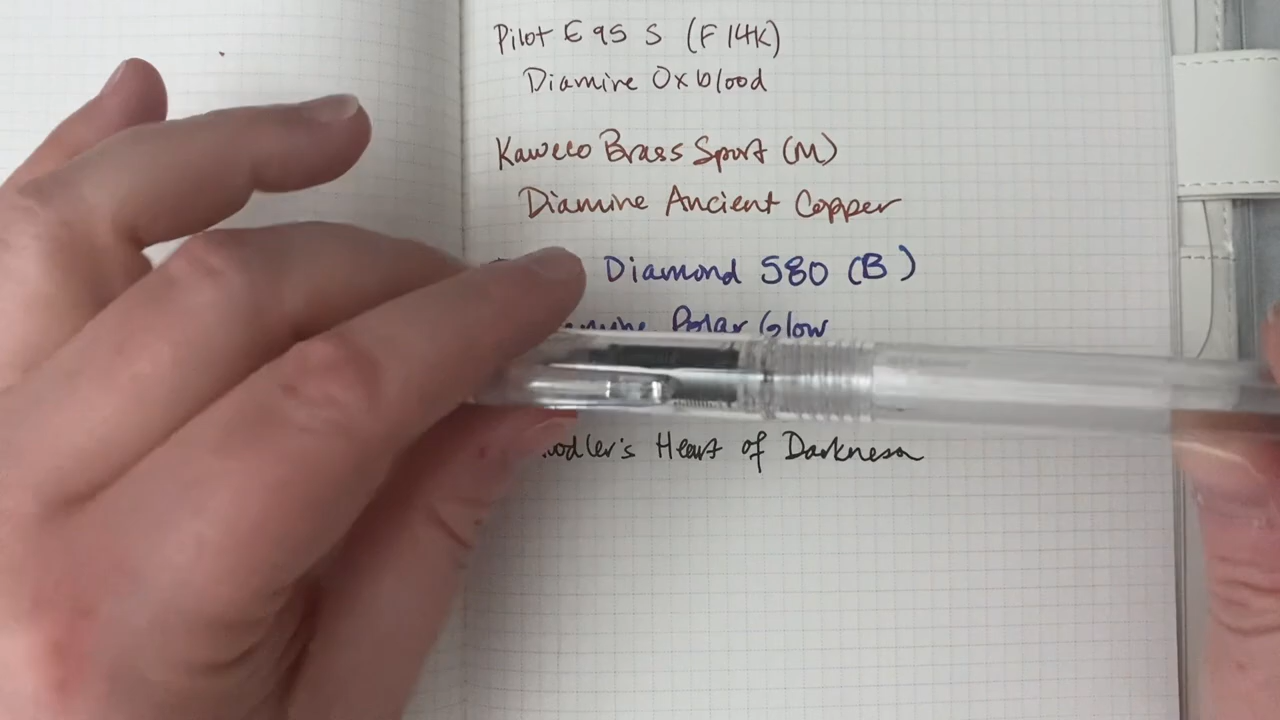 Pilot E95S (F 14K)
Diamine Oxblood
Kaweco Brass Sport (M)
Diamine Ancient Copper
Diamond 580 (B)
Polar Glow
Heart of Darkness